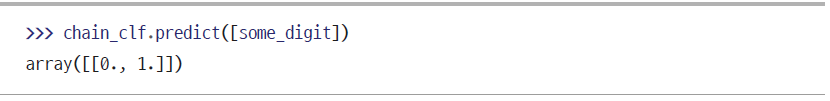 >>> chain_clf.predict([some_digit])
array([[0., 1.]])